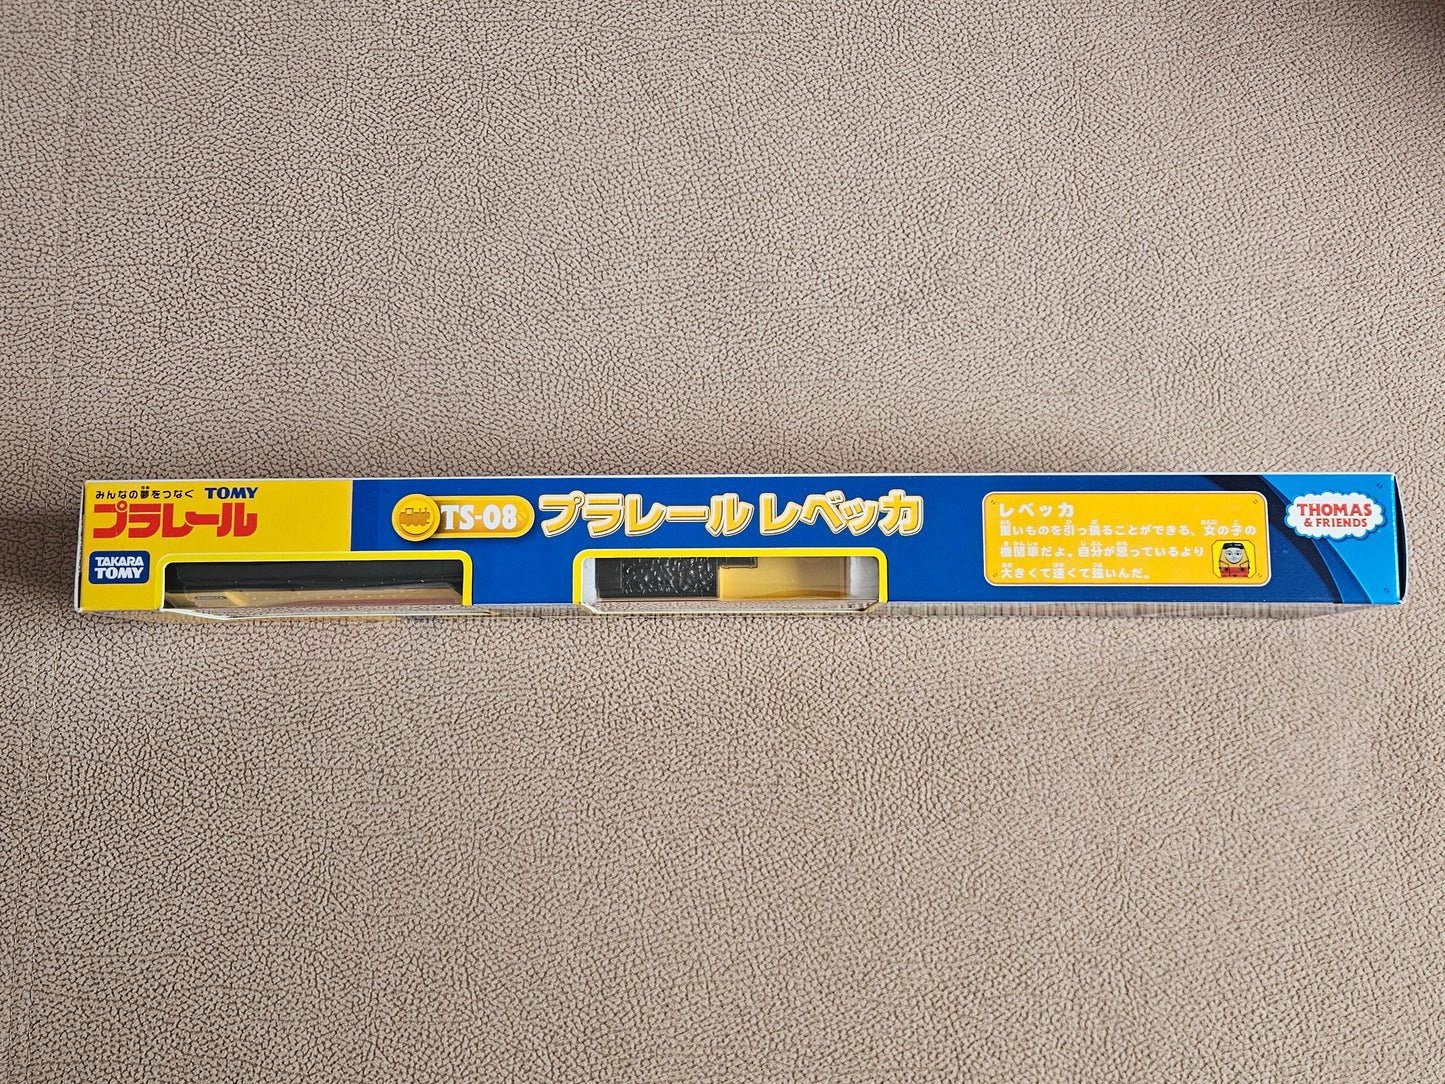 みんなの夢をつなぐ TOMY
プラレール
TAKARA
TOMY
TS-08
プラレール レベッカ
レベッカ
重いものを引っ張ることができる、女の子の
機関車だよ。自分が思っているより
大きくて速くて強いんだ。
THOMAS
& FRIENDS